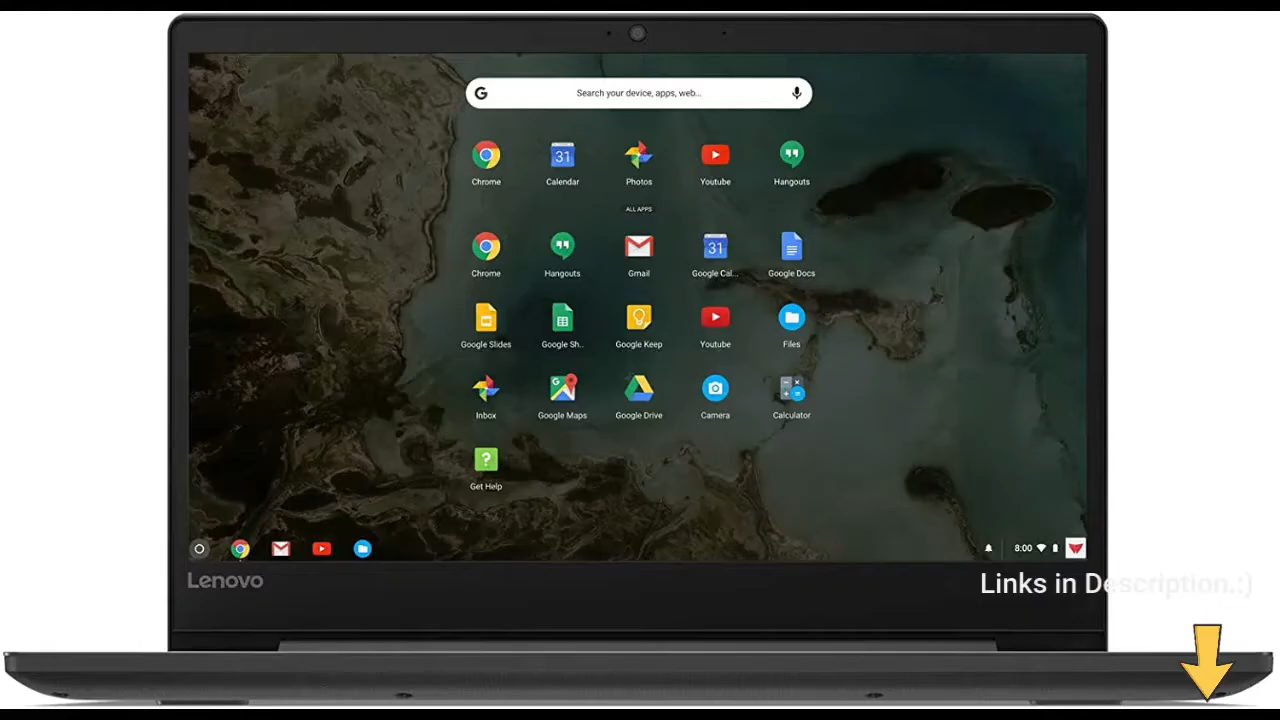 Search your device, apps, web...
Chrome Calendar Photos Youtube Hangouts
ALL APPS
Chrome Hangouts Gmail Google Cal... Google Docs
Google Slides Google Sh.. Google Keep Youtube Files
Inbox Google Maps Google Drive Camera Calculator
Get Help
8:00
Lenovo
Links in Description.:)